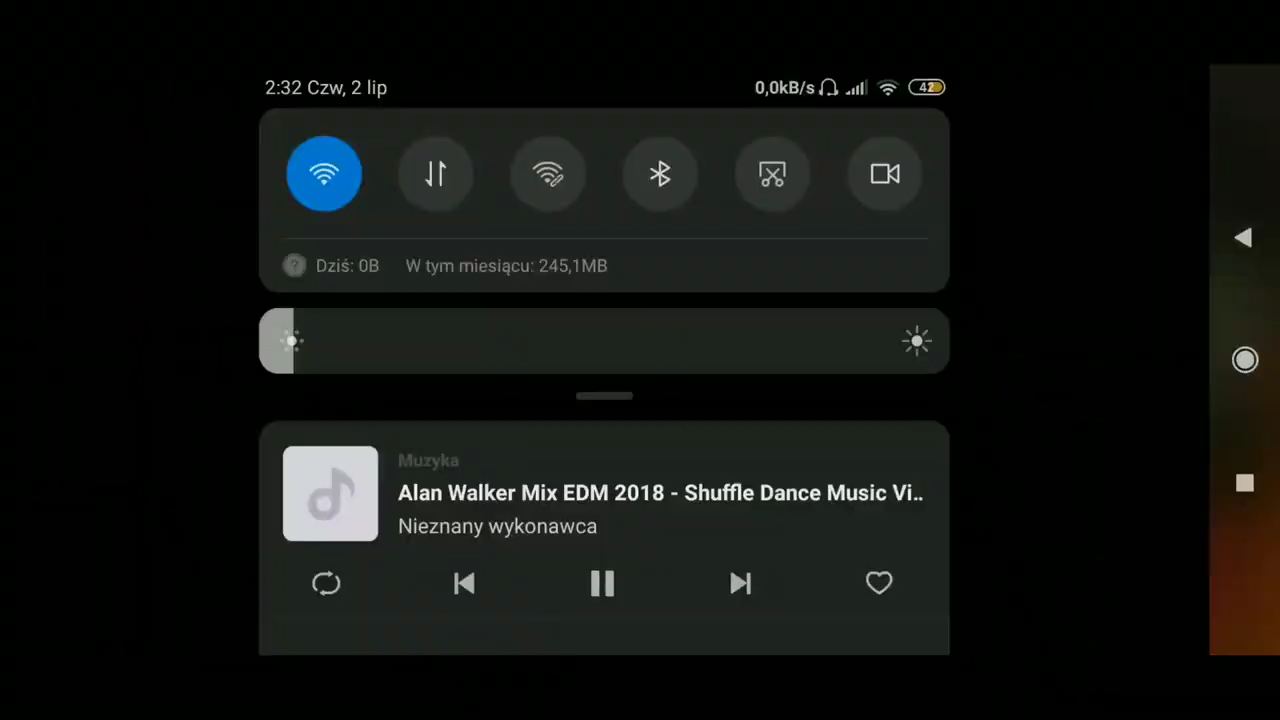 2:32 Czw, 2 lip
0,0kB/s
42
Dziś: 0B W tym miesiącu: 245,1MB
Muzyka
Alan Walker Mix EDM 2018 - Shuffle Dance Music Vi..
Nieznany wykonawca